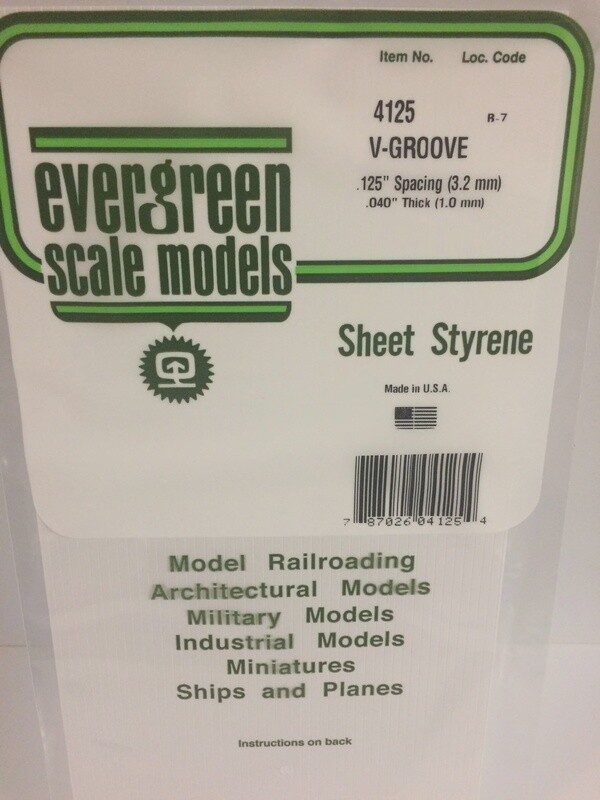 Item No. Loc. Code
4125 R-7
V-GROOVE
.125" Spacing (3.2 mm)
.040" Thick (1.0 mm)
evergreen
scale models
Sheet Styrene
Made in U.S.A.
7 87026 04125 4
Model Railroading
Architectural Models
Military Models
Industrial Models
Miniatures
Ships and Planes
Instructions on back